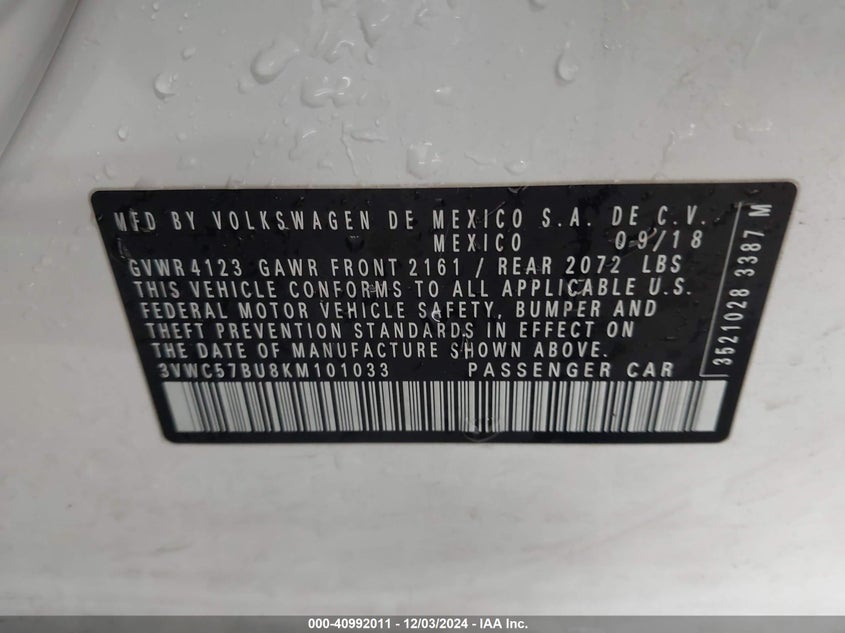 MFD BY VOLKSWAGEN DE MEXICO S.A. DE C.V.
MEXICO 09/18
GVWR 4123 GAWR FRONT 2161 / REAR 2072 LBS
THIS VEHICLE CONFORMS TO ALL APPLICABLE U.S.
FEDERAL MOTOR VEHICLE SAFETY, BUMPER AND
THEFT PREVENTION STANDARDS IN EFFECT ON
THE DATE OF MANUFACTURE SHOWN ABOVE.
3VWC57BU8KM101033 PASSENGER CAR
3521028 3387 M
000-40992011 - 12/03/2024 - IAA Inc.